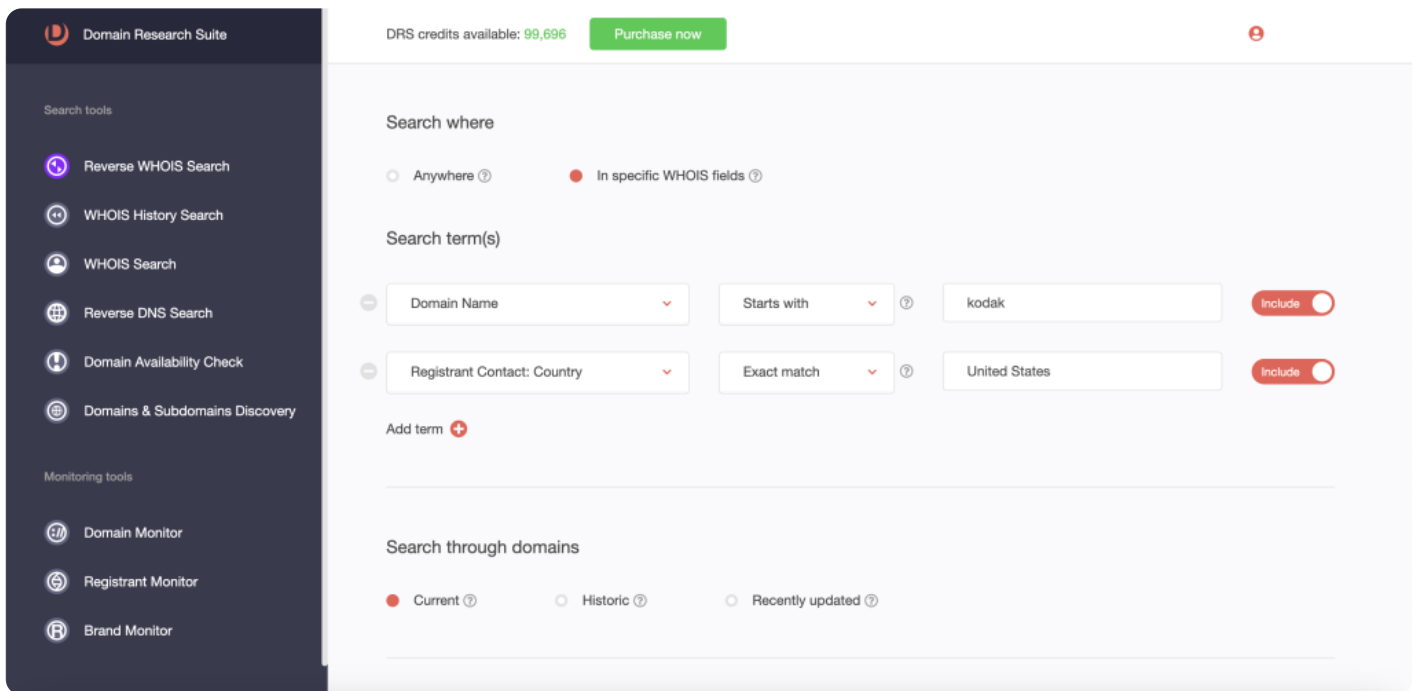 Domain Research Suite
DRS credits available: 99,696
Purchase now
Search tools
Reverse WHOIS Search
WHOIS History Search
WHOIS Search
Reverse DNS Search
Domain Availability Check
Domains & Subdomains Discovery
Monitoring tools
Domain Monitor
Registrant Monitor
Brand Monitor
Search where
Anywhere ?
In specific WHOIS fields ?
Search term(s)
Domain Name Starts with ? kodak Include
Registrant Contact: Country Exact match ? United States Include
Add term
Search through domains
Current ?
Historic ?
Recently updated ?